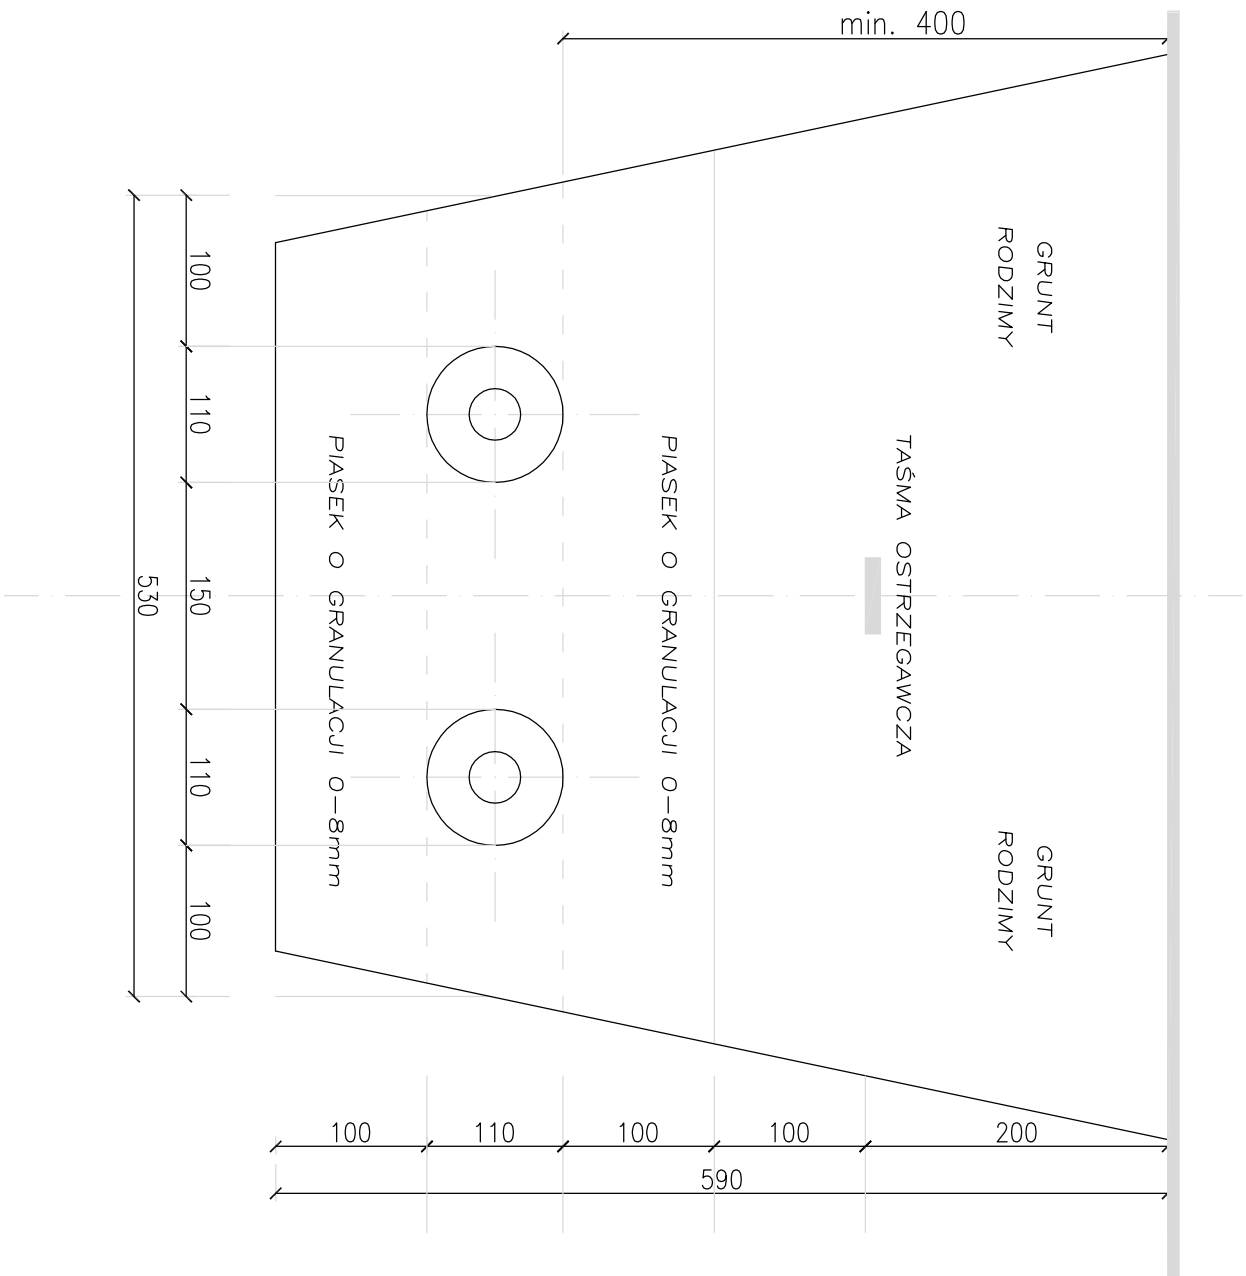 min. 400
GRUNT
RODZIMY
GRUNT
RODZIMY
TAŚMA OSTRZEGAWCZA
PIASEK O GRANULACJI 0-8mm
PIASEK O GRANULACJI 0-8mm
100
110
150
110
100
530
100
110
100
100
200
590